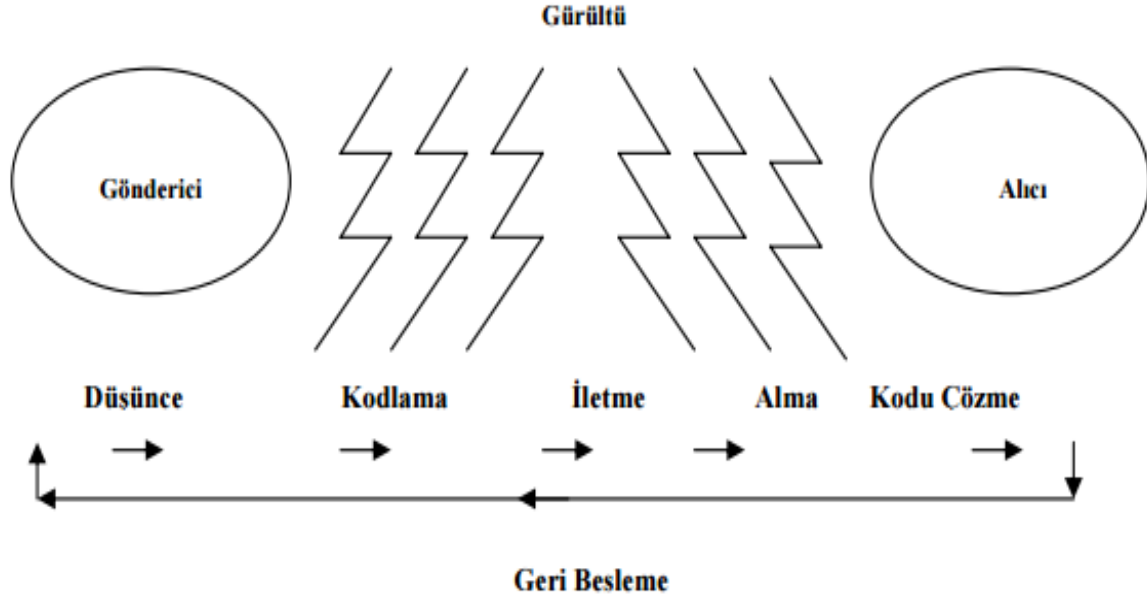 Gürültü
Gönderici Alıcı
Düşünce Kodlama İletme Alma Kodu Çözme
Geri Besleme